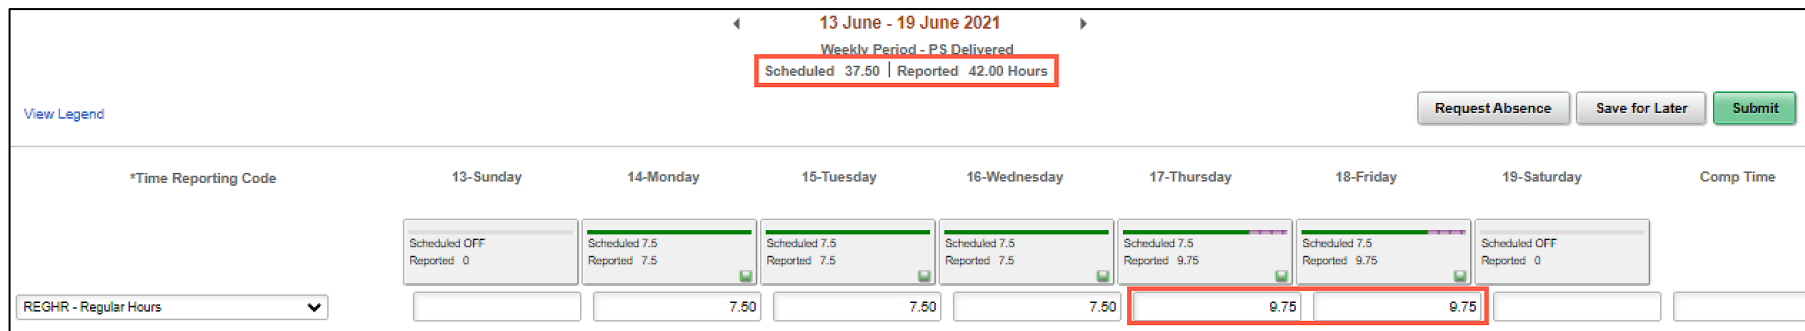 13 June - 19 June 2021
Weekly Period - PS Delivered
Scheduled 37.50 | Reported 42.00 Hours
View Legend
Request Absence
Save for Later
Submit
*Time Reporting Code
13-Sunday
14-Monday
15-Tuesday
16-Wednesday
17-Thursday
18-Friday
19-Saturday
Comp Time
Scheduled OFF
Reported 0
Scheduled 7.5
Reported 7.5
Scheduled 7.5
Reported 7.5
Scheduled 7.5
Reported 7.5
Scheduled 7.5
Reported 9.75
Scheduled 7.5
Reported 9.75
Scheduled OFF
Reported 0
REGHR - Regular Hours
7.50
7.50
7.50
9.75
9.75